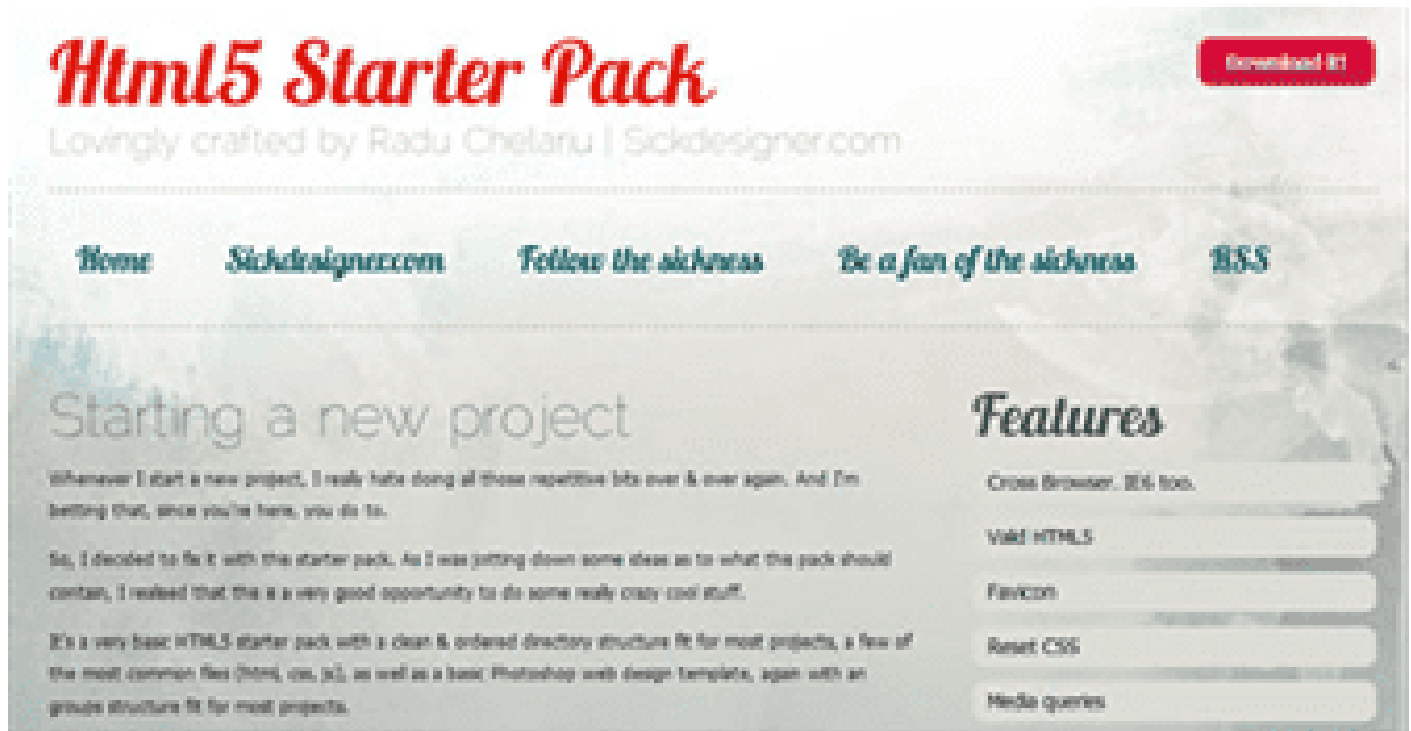 Html5 Starter Pack
Download it!
Lovingly crafted by Radu Chelariu | Sickdesigner.com
Home
Sickdesigner.com
Follow the sickness
Be a fan of the sickness
RSS
Starting a new project
Whenever I start a new project, I really hate doing all those repetitive bits over & over again. And I'm
betting that, since you're here, you do to.
So, I decided to fix it with this starter pack. As I was jotting down some ideas as to what this pack should
contain, I realised that this is a very good opportunity to do some really crazy cool stuff.
It's a very basic HTML5 starter pack with a clean & ordered directory structure fit for most projects, a few of
the most common files (html, css, js), as well as a basic Photoshop web design template, again with an
groups structure fit for most projects.
Features
Cross Browser. IE6 too.
Valid HTML5
Favicon
Reset CSS
Media queries